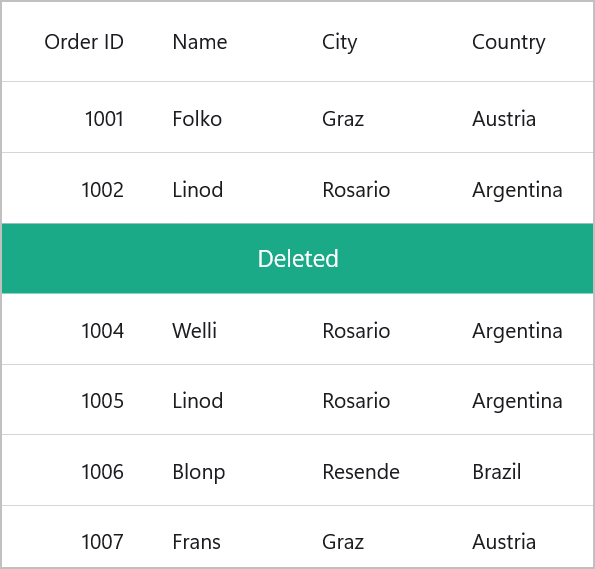 Order ID Name City Country
1001 Folko Graz Austria
1002 Linod Rosario Argentina
Deleted
1004 Welli Rosario Argentina
1005 Linod Rosario Argentina
1006 Blonp Resende Brazil
1007 Frans Graz Austria